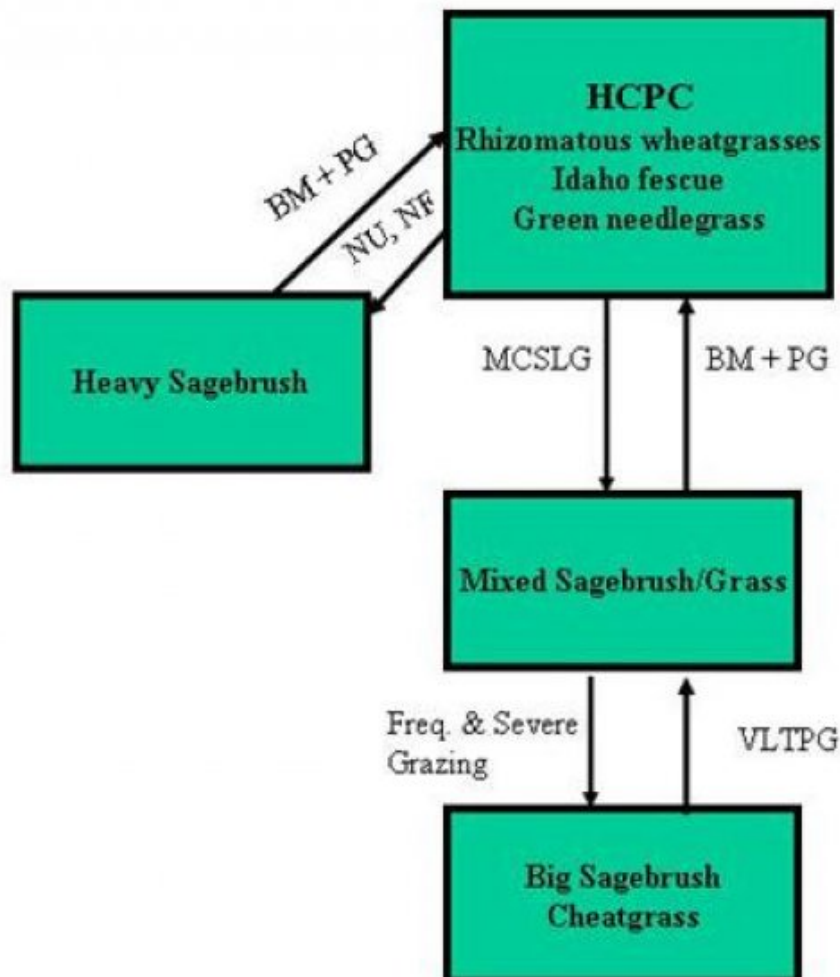 HCPC
Rhizomatous wheatgrasses
Idaho fescue
Green needlegrass
BM + PG
NU, NF
Heavy Sagebrush
MCSLG
BM + PG
Mixed Sagebrush/Grass
Freq. & Severe
Grazing
VLTPG
Big Sagebrush
Cheatgrass